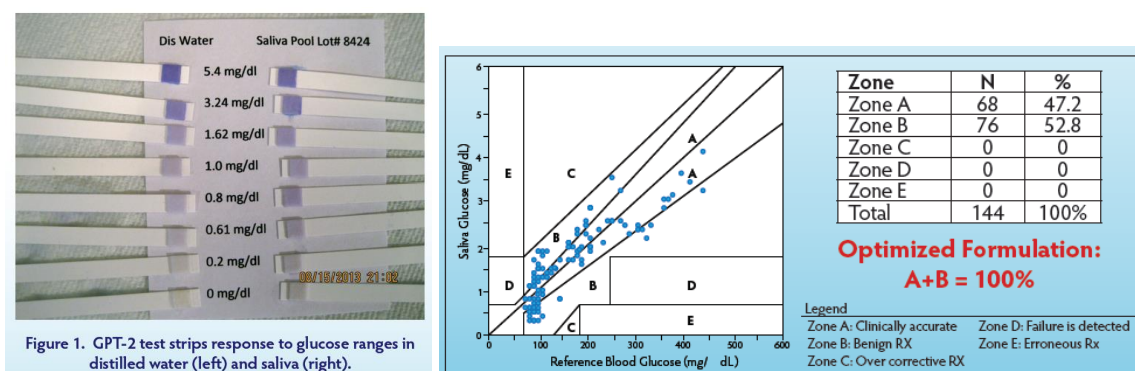 Dis Water Saliva Pool Lot# 8424
5.4 mg/dl
3.24 mg/dl
1.62 mg/dl
1.0 mg/dl
0.8 mg/dl
0.61 mg/dl
0.2 mg/dl
0 mg/dl
08/15/2013 21:02
Figure 1. GPT-2 test strips response to glucose ranges in
distilled water (left) and saliva (right).
Saliva Glucose (mg/dL)
6
5
4
3
2
1
0
0 100 200 300 400 500 600
Reference Blood Glucose (mg/ dL)
A
A
E
C
B
D
B
D
C
E
Zone N %
Zone A 68 47.2
Zone B 76 52.8
Zone C 0 0
Zone D 0 0
Zone E 0 0
Total 144 100%
Optimized Formulation:
A+B = 100%
Legend
Zone A: Clinically accurate Zone D: Failure is detected
Zone B: Benign RX Zone E: Erroneous Rx
Zone C: Over corrective RX